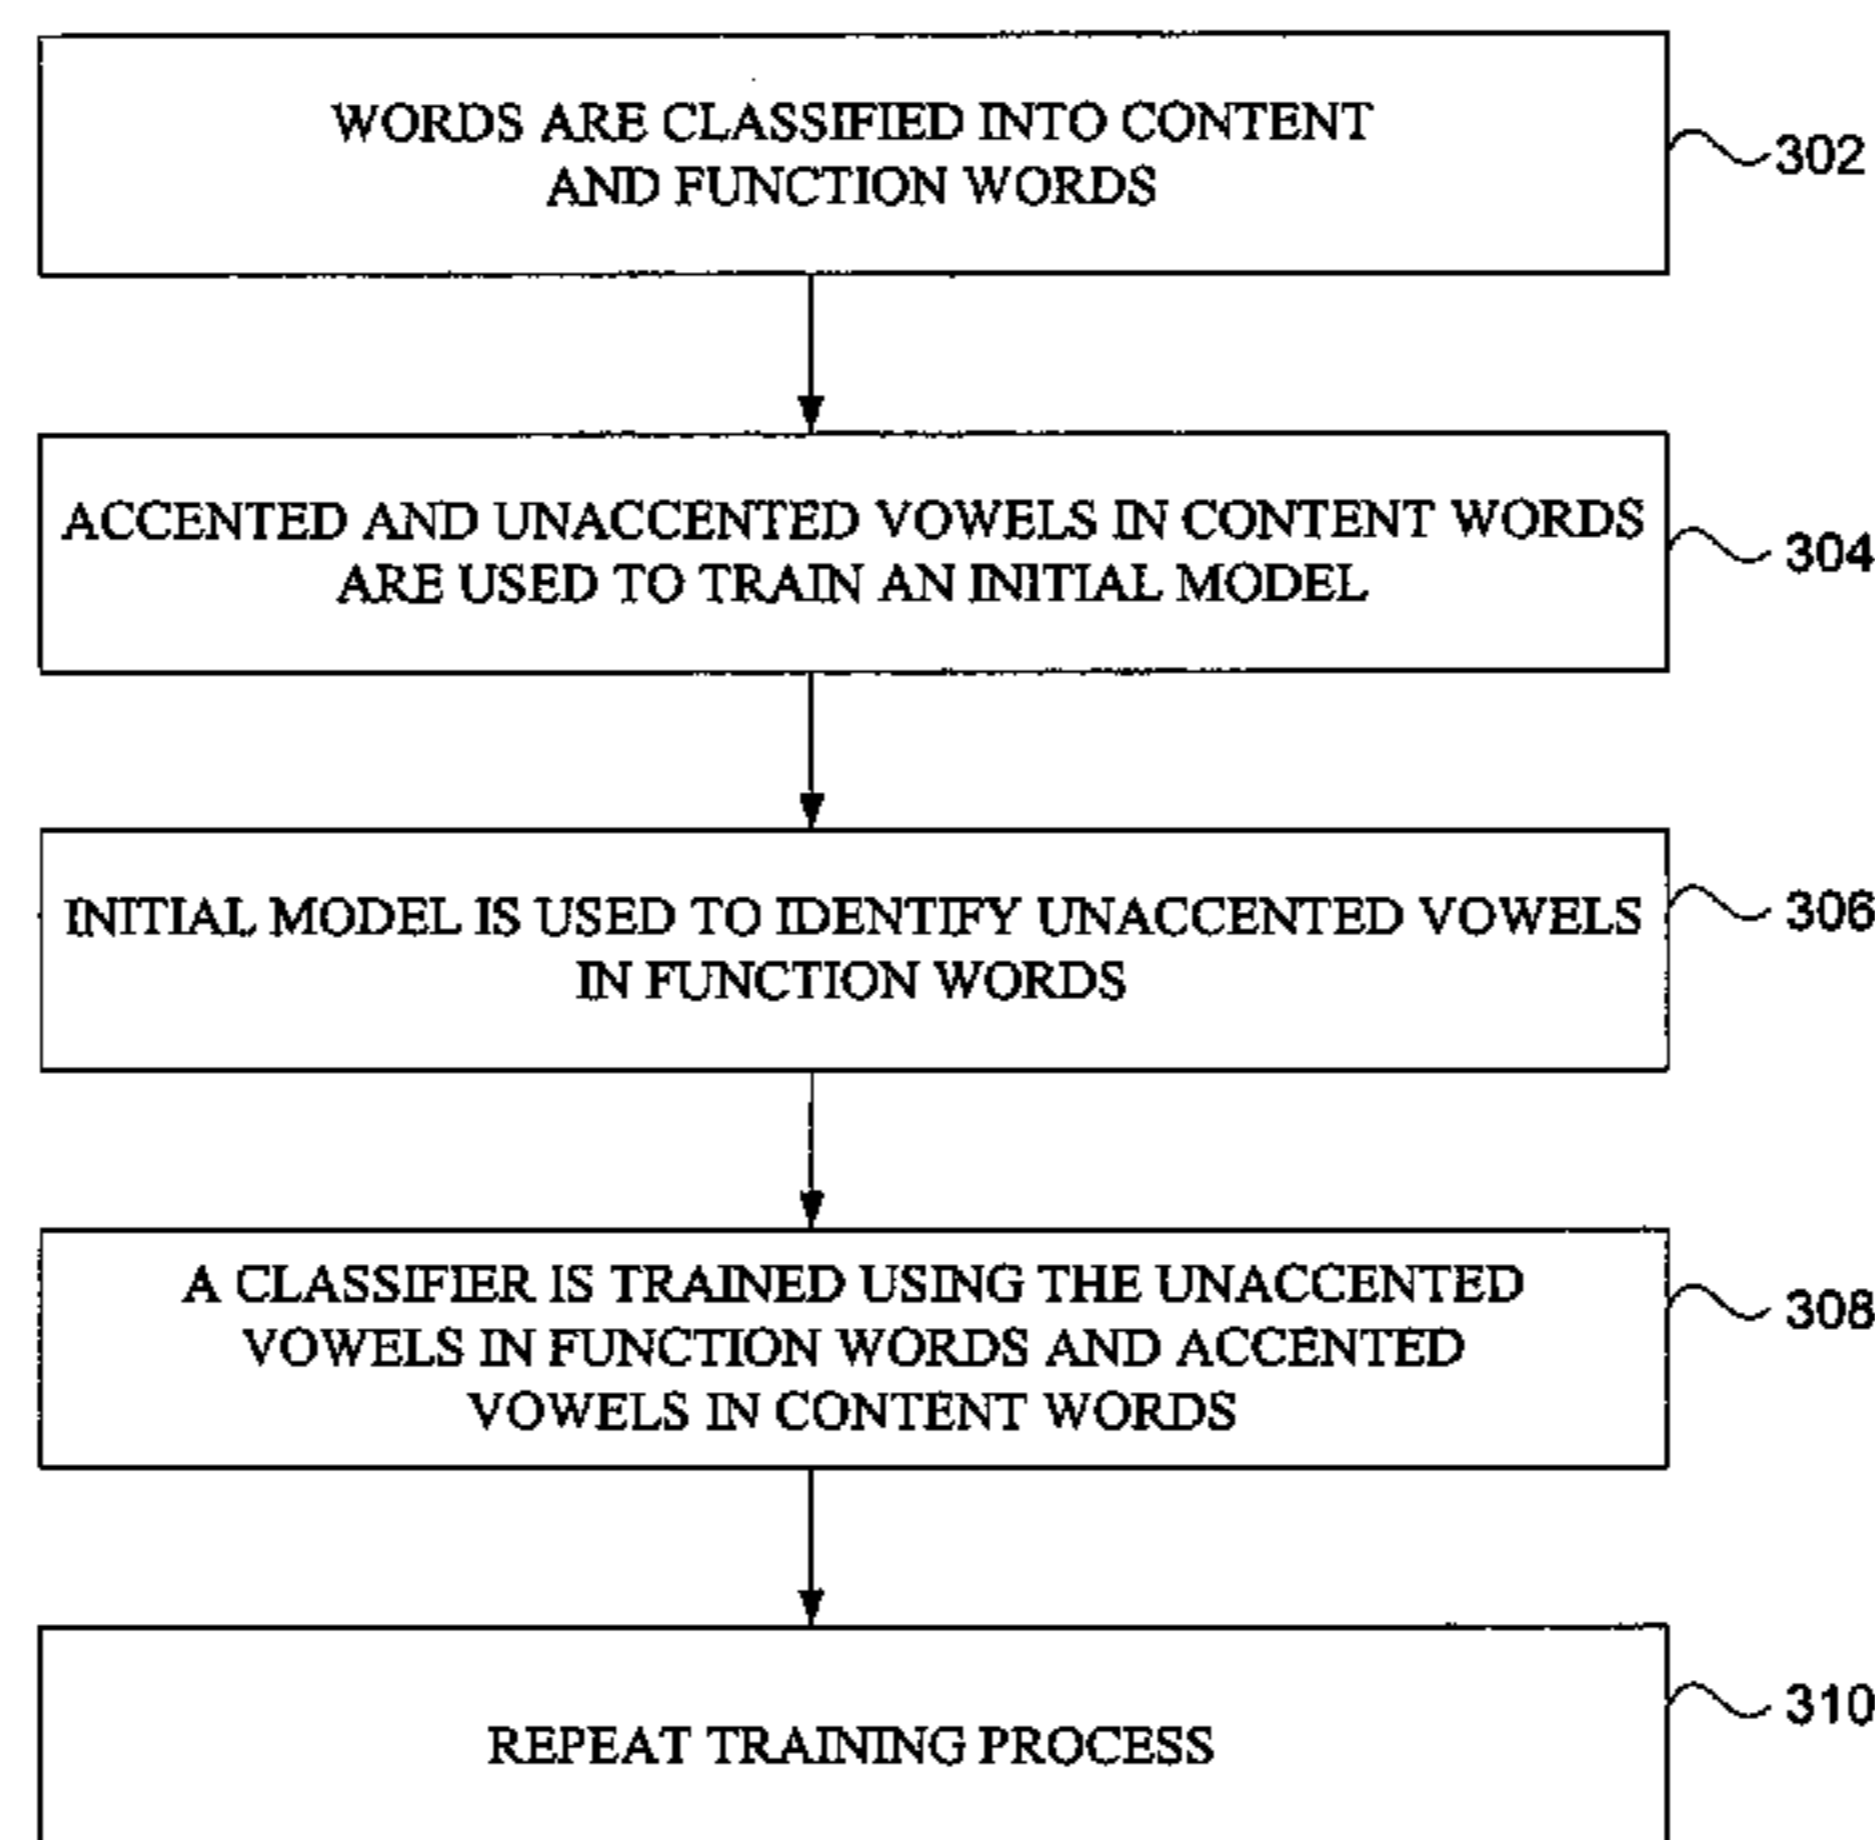 WORDS ARE CLASSIFIED INTO CONTENT
AND FUNCTION WORDS
302
ACCENTED AND UNACCENTED VOWELS IN CONTENT WORDS
ARE USED TO TRAIN AN INITIAL MODEL
304
INITIAL MODEL IS USED TO IDENTIFY UNACCENTED VOWELS
IN FUNCTION WORDS
306
A CLASSIFIER IS TRAINED USING THE UNACCENTED
VOWELS IN FUNCTION WORDS AND ACCENTED
VOWELS IN CONTENT WORDS
308
REPEAT TRAINING PROCESS
310